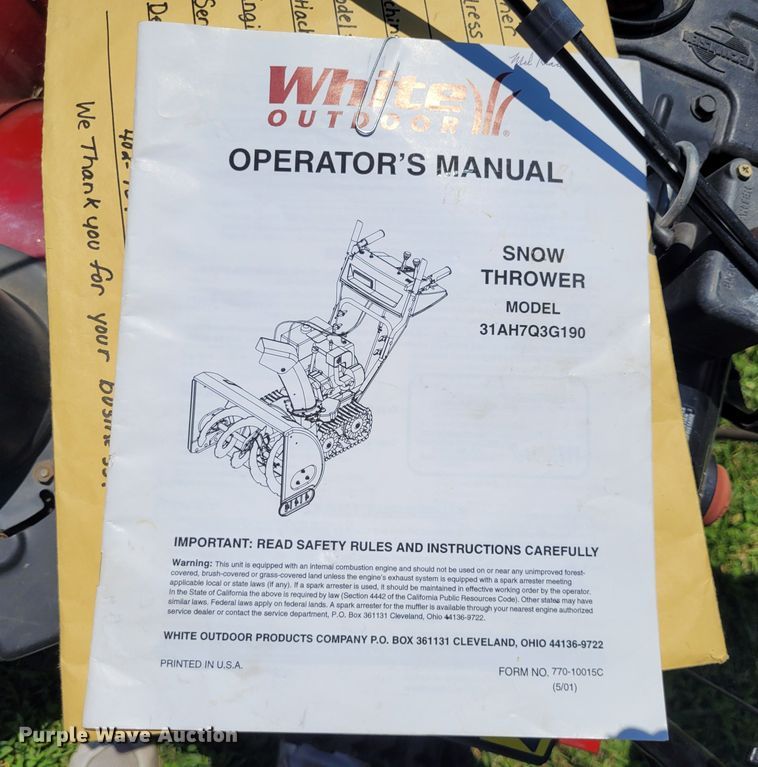 White
OUTDOOR®
OPERATOR'S MANUAL
SNOW
THROWER
MODEL
31AH7Q3G190
IMPORTANT: READ SAFETY RULES AND INSTRUCTIONS CAREFULLY
Warning: This unit is equipped with an internal combustion engine and should not be used on or near any unimproved forest-
covered, brush-covered or grass-covered land unless the engine's exhaust system is equipped with a spark arrester meeting
applicable local or state laws (if any). If a spark arrester is used, it should be maintained in effective working order by the operator.
In the State of California the above is required by law (Section 4442 of the California Public Resources Code). Other states may have
similar laws. Federal laws apply on federal lands. A spark arrester for the muffler is available through your nearest engine authorized
service dealer or contact the service department, P.O. Box 361131 Cleveland, Ohio 44136-9722.
WHITE OUTDOOR PRODUCTS COMPANY P.O. BOX 361131 CLEVELAND, OHIO 44136-9722
PRINTED IN U.S.A.
FORM NO. 770-10015C
(5/01)
We Thank you for your business!
Purple Wave Auction